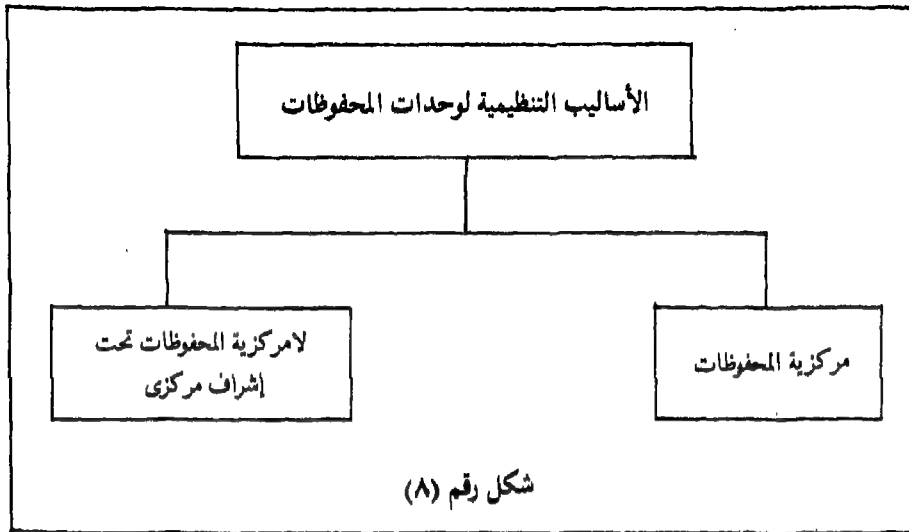 الأساليب التنظيمية لوحدات المحفوظات
مركزية المحفوظات
لامركزية المحفوظات تحت
إشراف مركزى
شكل رقم (٨)